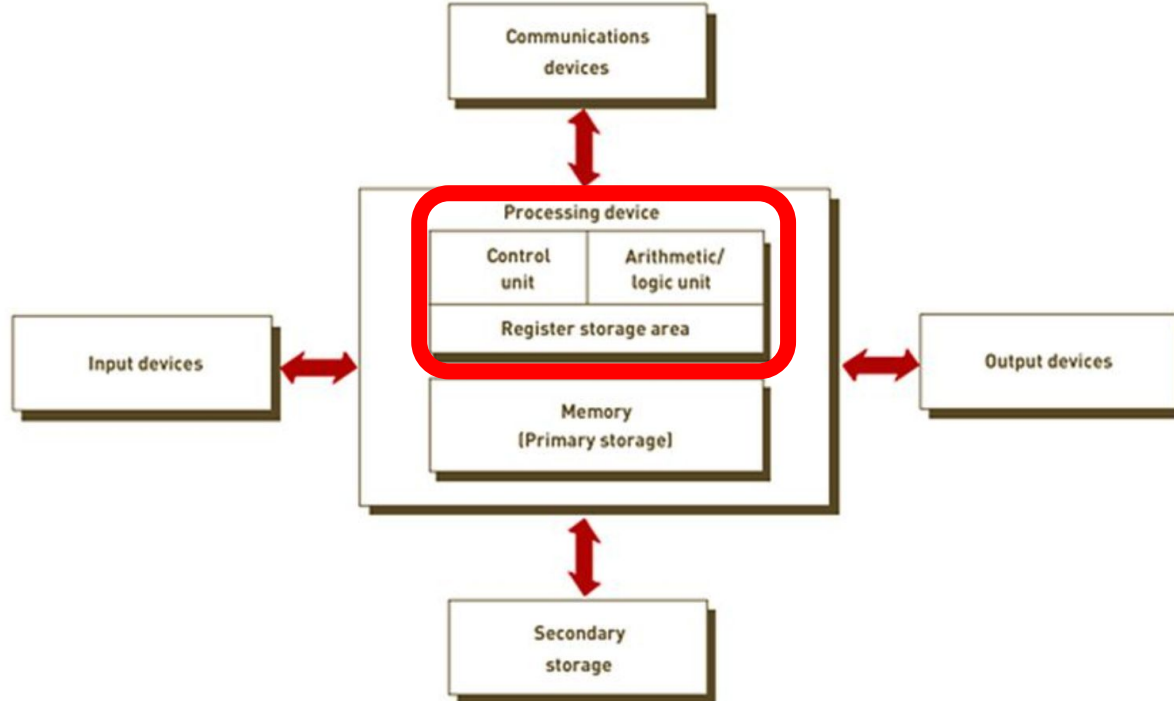 Communications
devices
Processing device
Control
unit
Arithmetic/
logic unit
Register storage area
Input devices
Output devices
Memory
(Primary storage)
Secondary
storage